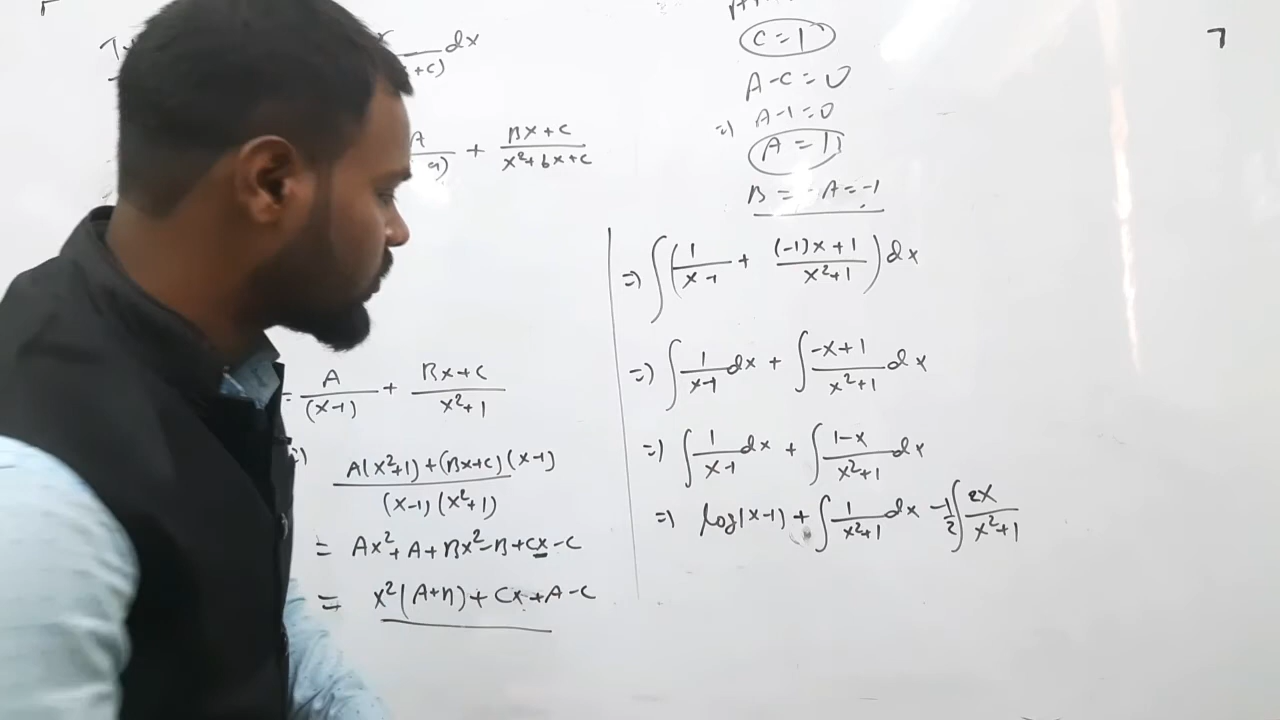 dx
+c)
A + Bx+c
x²+bx+c
= A/(x-1) + Bx+c/x²+1
A(x²+1)+(Bx+c)(x-1)
(x-1)(x²+1)
= Ax²+A+Bx²-B+Cx-C
= x²(A+B)+Cx+A-C
C=1
A-C=0
=) A-1=0
A=1
B = -A=-1
=) ∫(1/x-1 + (-1)x+1/x²+1)dx
=) ∫1/x-1 dx + ∫-x+1/x²+1 dx
=) ∫1/x-1 dx + ∫1-x/x²+1 dx
=) log(x-1) + ∫1/x²+1 dx -1/2∫2x/x²+1